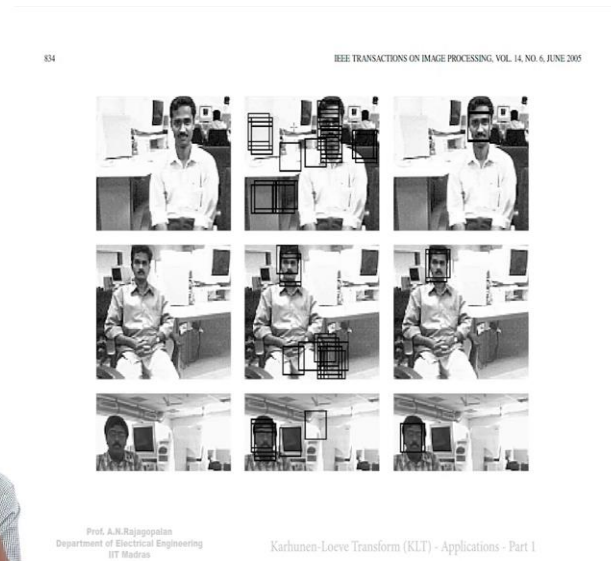 834
IEEE TRANSACTIONS ON IMAGE PROCESSING, VOL. 14, NO. 6, JUNE 2005
Prof. A.N.Rajagopalan
Department of Electrical Engineering
IIT Madras
Karhunen-Loeve Transform (KLT) - Applications - Part 1